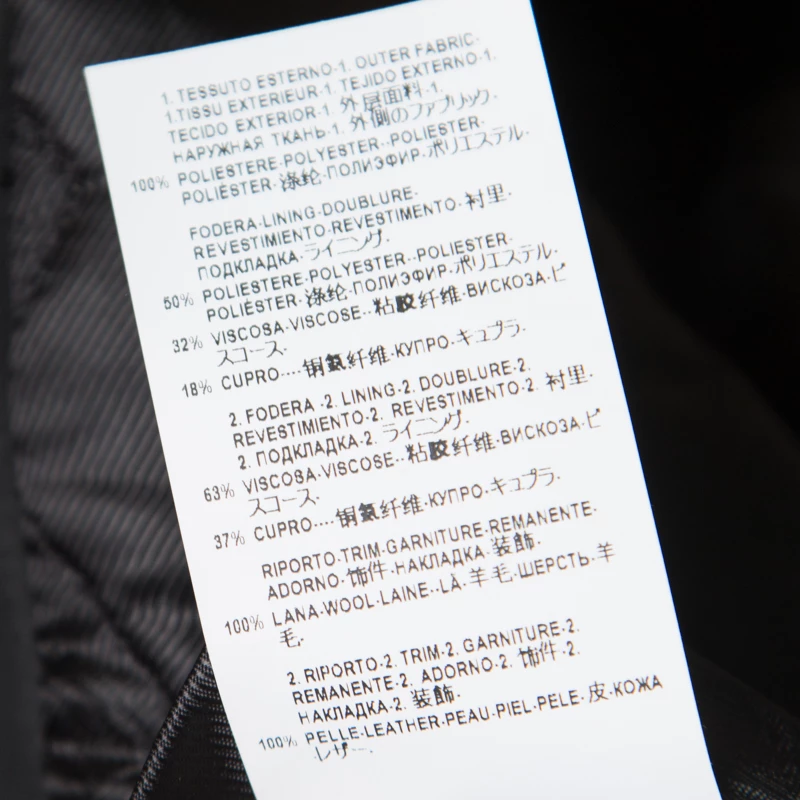 1. TESSUTO ESTERNO-1. OUTER FABRIC-
1.TISSU EXTERIEUR-1. TEJIDO EXTERNO-1.
TECIDO EXTERIOR-1. 外层面料-1.
НАРУЖНАЯ ТКАНЬ-1. 外側のファブリック-
100% POLIESTERE-POLYESTER--POLIESTER-
POLIÈSTER-涤纶-ПОЛИЭФИР-ポリエステル-
FODERA-LINING-DOUBLURE-
REVESTIMIENTO-REVESTIMENTO-衬里-
ПОДКЛАДКА-ライニング-
50% POLIESTERE-POLYESTER--POLIESTER-
POLIÈSTER-涤纶-ПОЛИЭФИР-ポリエステル-
32% VISCOSA-VISCOSE--粘胶纤维-ВИСКОЗА-ビ
スコース-
18% CUPRO----铜氨纤维-КУПРО-キュプラ-
2. FODERA -2. LINING-2. DOUBLURE-2.
REVESTIMIENTO-2. REVESTIMENTO-2. 衬里-
2. ПОДКЛАДКА-2. ライニング-
63% VISCOSA-VISCOSE--粘胶纤维-ВИСКОЗА-ビ
スコース-
37% CUPRO----铜氨纤维-КУПРО-キュプラ-
RIPORTO-TRIM-GARNITURE-REMANENTE-
ADORNO-饰件-НАКЛАДКА-装飾-
100% LANA-WOOL-LAINE--LÀ-羊毛-ШЕРСТЬ-羊
毛-
2. RIPORTO-2. TRIM-2. GARNITURE-2.
REMANENTE-2. ADORNO-2. 饰件-2.
НАКЛАДКА-2. 装飾-
100% PELLE-LEATHER-PEAU-PIEL-PELE-皮-КОЖА
レザー-